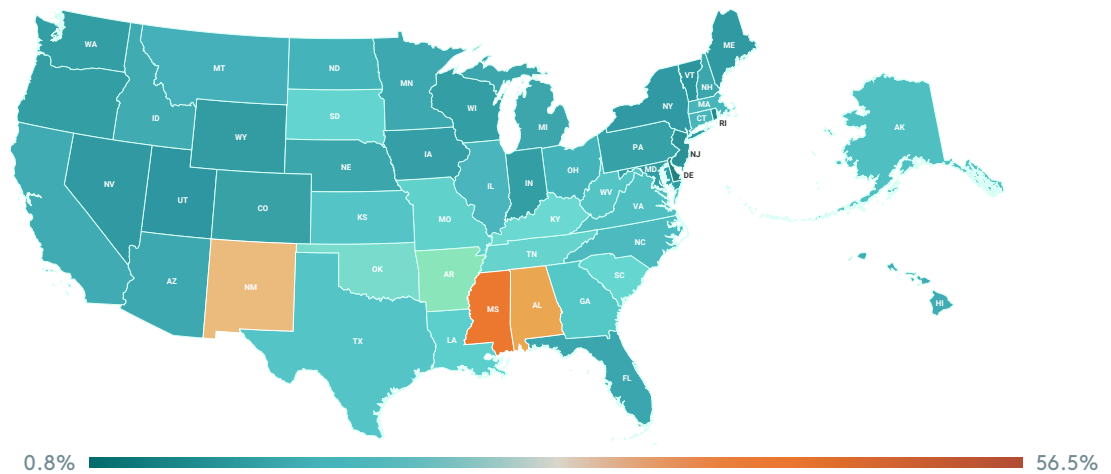 ME
WA
VT
MT
ND
MN
NH
MA
NY
WI
CT
ID
SD
RI
AK
MI
WY
PA
IA
NJ
NE
MD
OH
DE
NV
IN
IL
WV
UT
CO
VA
KS
MO
KY
NC
TN
OK
AR
SC
AZ
NM
GA
HI
AL
MS
TX
LA
FL
0.8%
56.5%